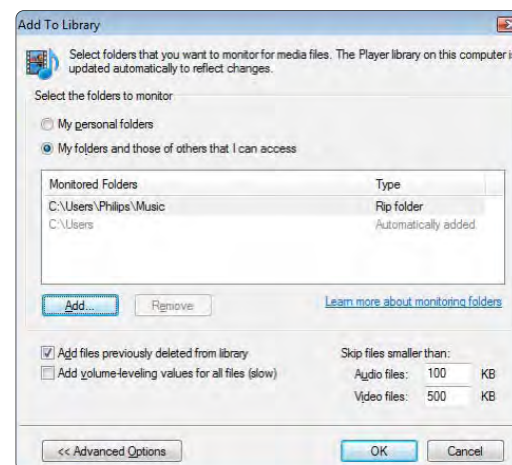 Add To Library
Select folders that you want to monitor for media files. The Player library on this computer
updated automatically to reflect changes.
Select the folders to monitor
My personal folders
My folders and those of others that I can access
Monitored Folders Type
C:\Users\Philips\Music Rip folder
C:\Users Automatically added
Add... Remove Learn more about monitoring folders
Add files previously deleted from library Skip files smaller than:
Add volume-leveling values for all files (slow) Audio files: 100 KB
Video files: 500 KB
<< Advanced Options OK Cancel